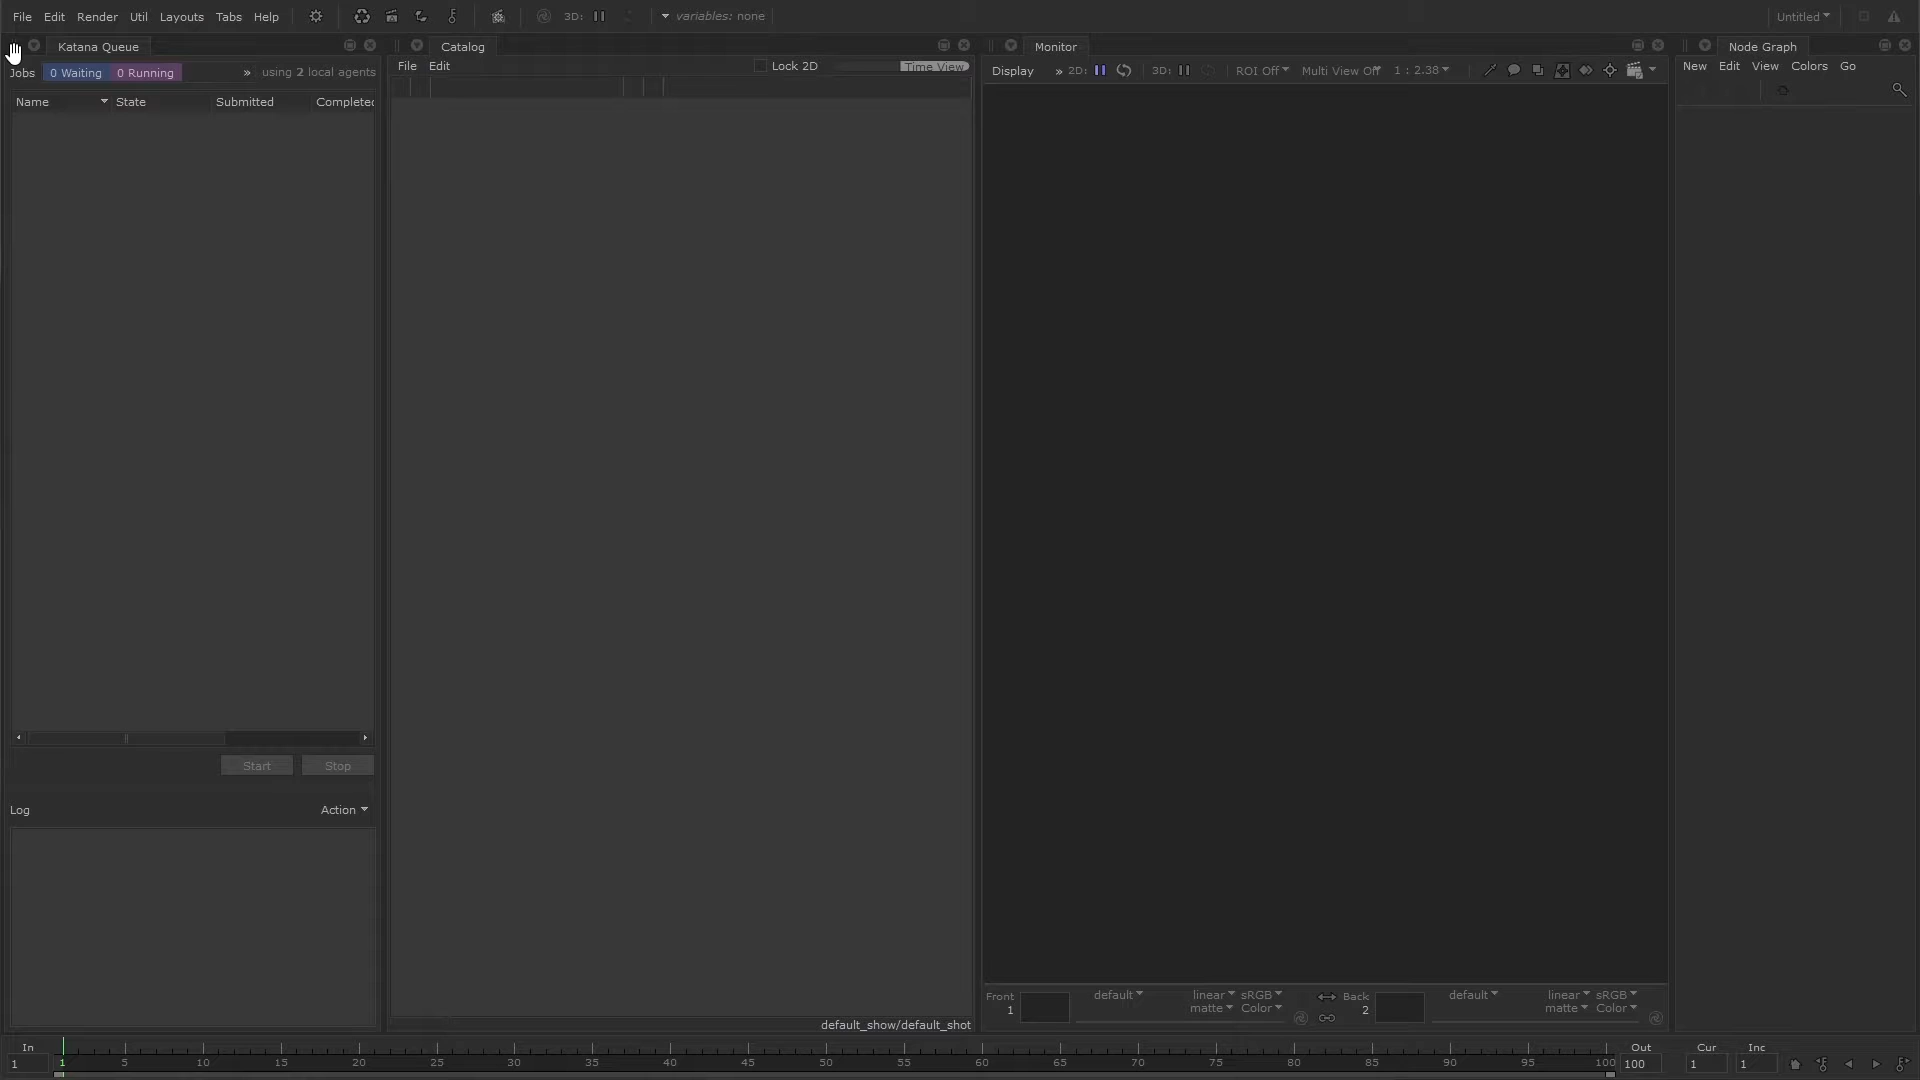 File Edit Render Util Layouts Tabs Help 3D: variables: none Untitled
Katana Queue Catalog Monitor Node Graph
Jobs 0 Waiting 0 Running » using 2 local agents
File Edit Lock 2D Time View
Display » 2D: 3D: ROI Off Multi View Off 1 : 2.38
New Edit View Colors Go
Name State Submitted Completed
Start Stop
Log Action
default_show/default_shot
Front default linear sRGB Back default linear sRGB
1 matte Color 2 matte Color
In Out Cur Inc
1 1 5 10 15 20 25 30 35 40 45 50 55 60 65 70 75 80 85 90 95 100 100 1 1